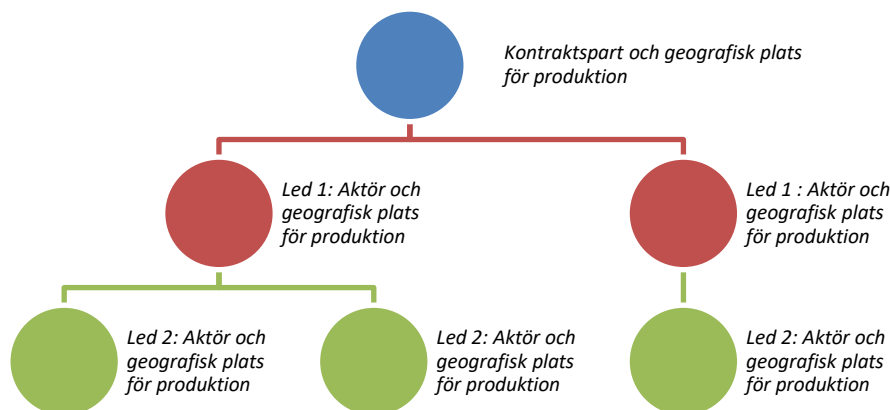 Kontraktspart och geografisk plats
för produktion
Led 1: Aktör och
geografisk plats
för produktion
Led 1 : Aktör och
geografisk plats
för produktion
Led 2: Aktör och
geografisk plats
för produktion
Led 2: Aktör och
geografisk plats
för produktion
Led 2: Aktör och
geografisk plats
för produktion